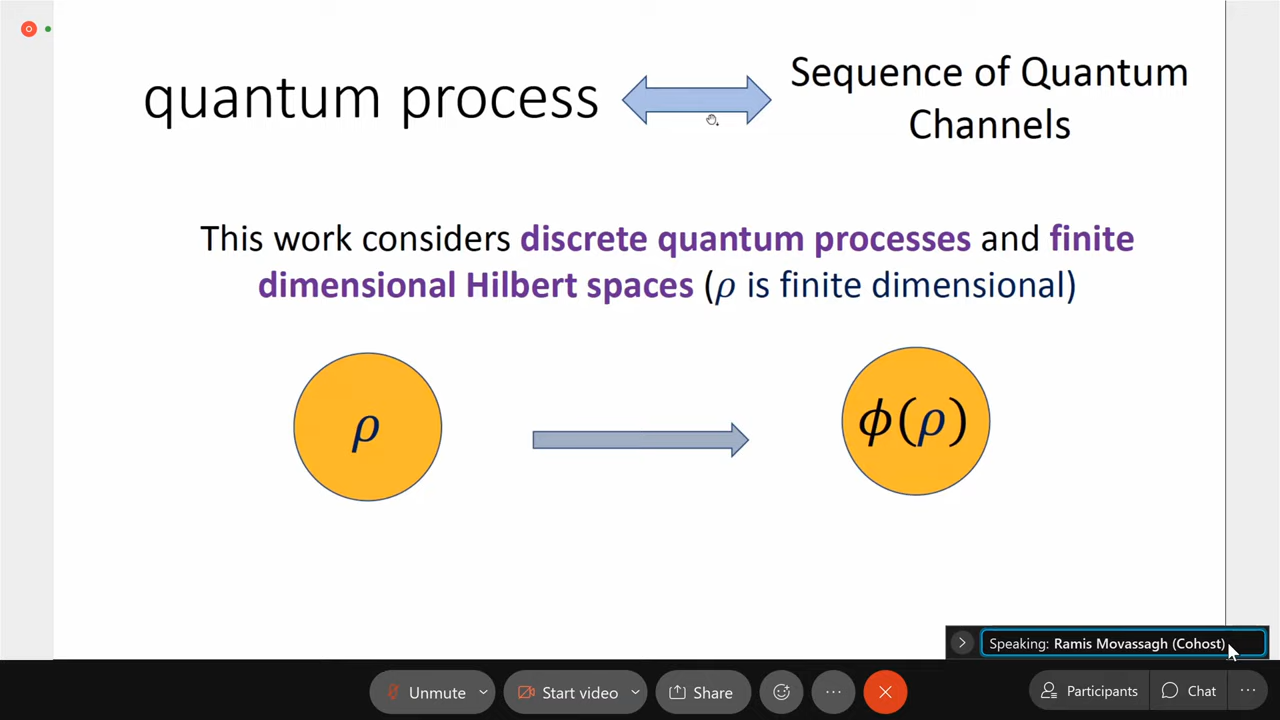 quantum process
Sequence of Quantum
Channels
This work considers discrete quantum processes and finite
dimensional Hilbert spaces (ρ is finite dimensional)
ρ
ϕ(ρ)
Speaking: Ramis Movassagh (Cohost)
Unmute
Start video
Share
Participants
Chat